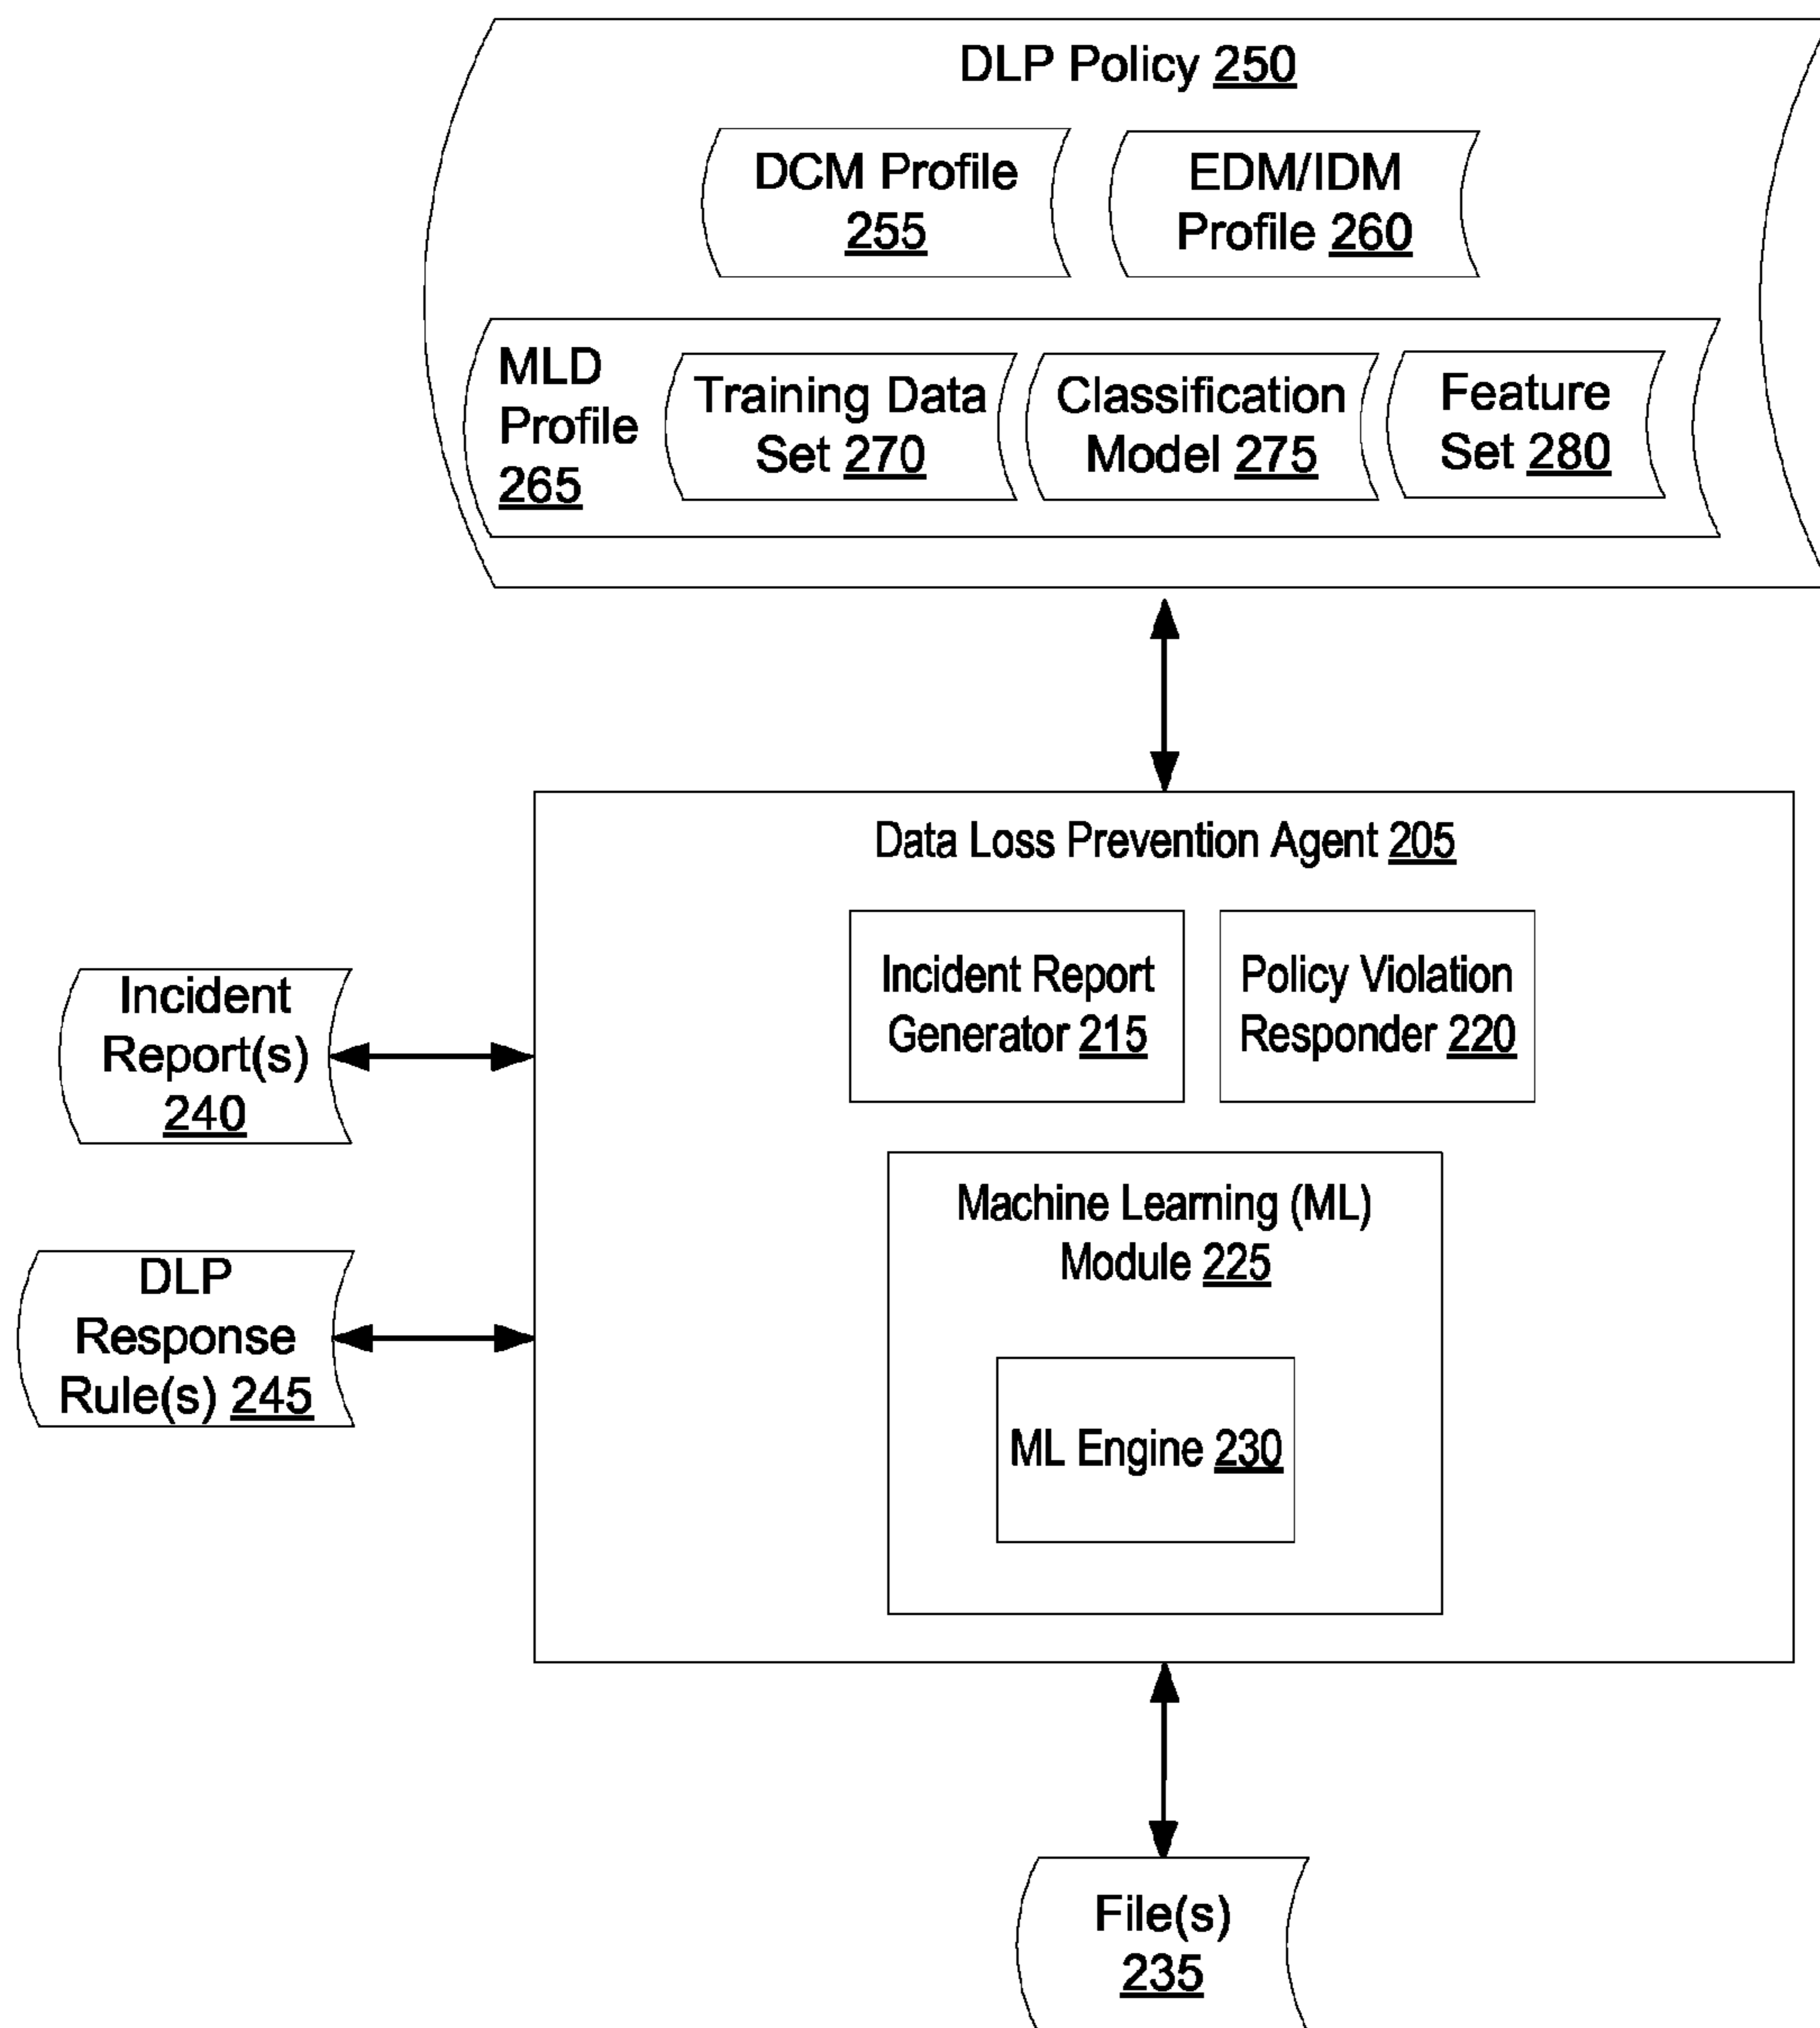 DLP Policy 250
DCM Profile
255
EDM/IDM
Profile 260
MLD
Profile
265
Training Data
Set 270
Classification
Model 275
Feature
Set 280
Data Loss Prevention Agent 205
Incident Report
Generator 215
Policy Violation
Responder 220
Incident
Report(s)
240
Machine Learning (ML)
Module 225
DLP
Response
Rule(s) 245
ML Engine 230
File(s)
235